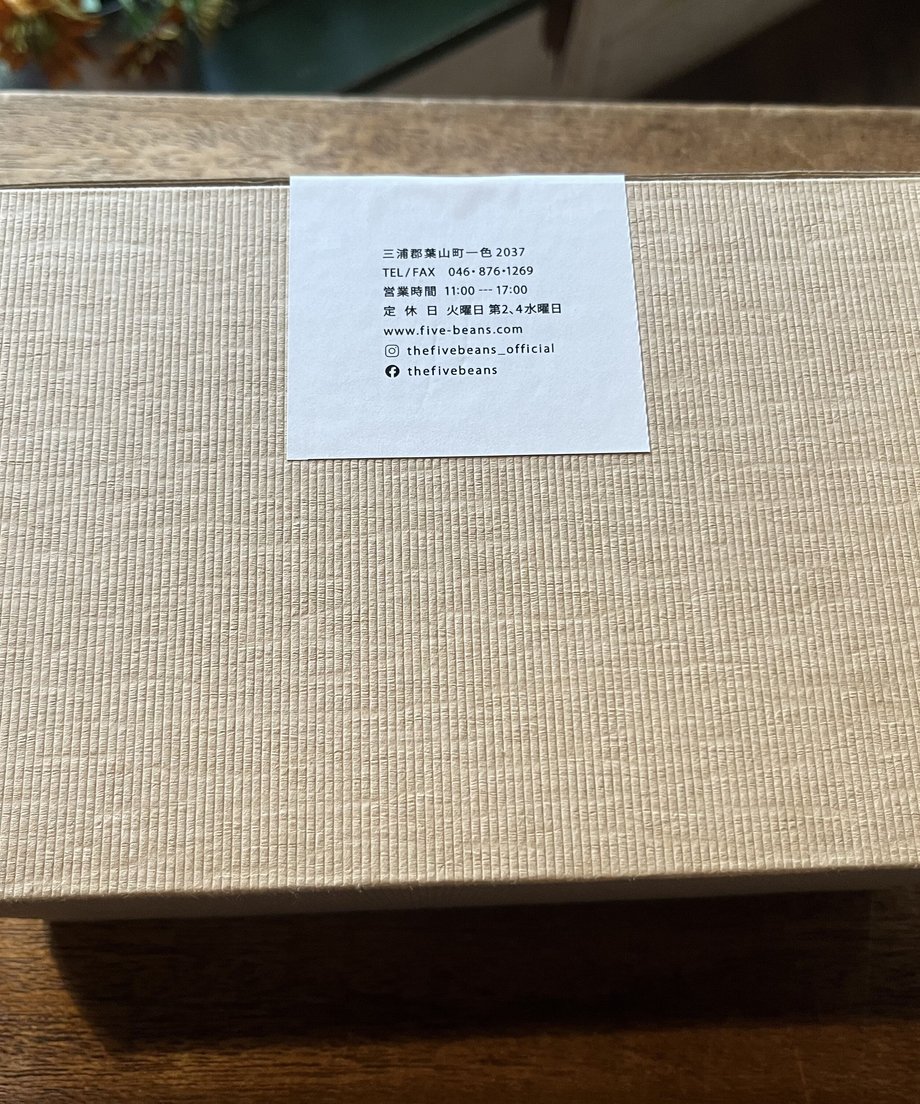 三浦郡葉山町一色 2037
TEL/FAX 046・876・1269
営業時間 11:00 --- 17:00
定 休 日 火曜日 第2、4水曜日
www.five-beans.com
thefivebeans_official
thefivebeans